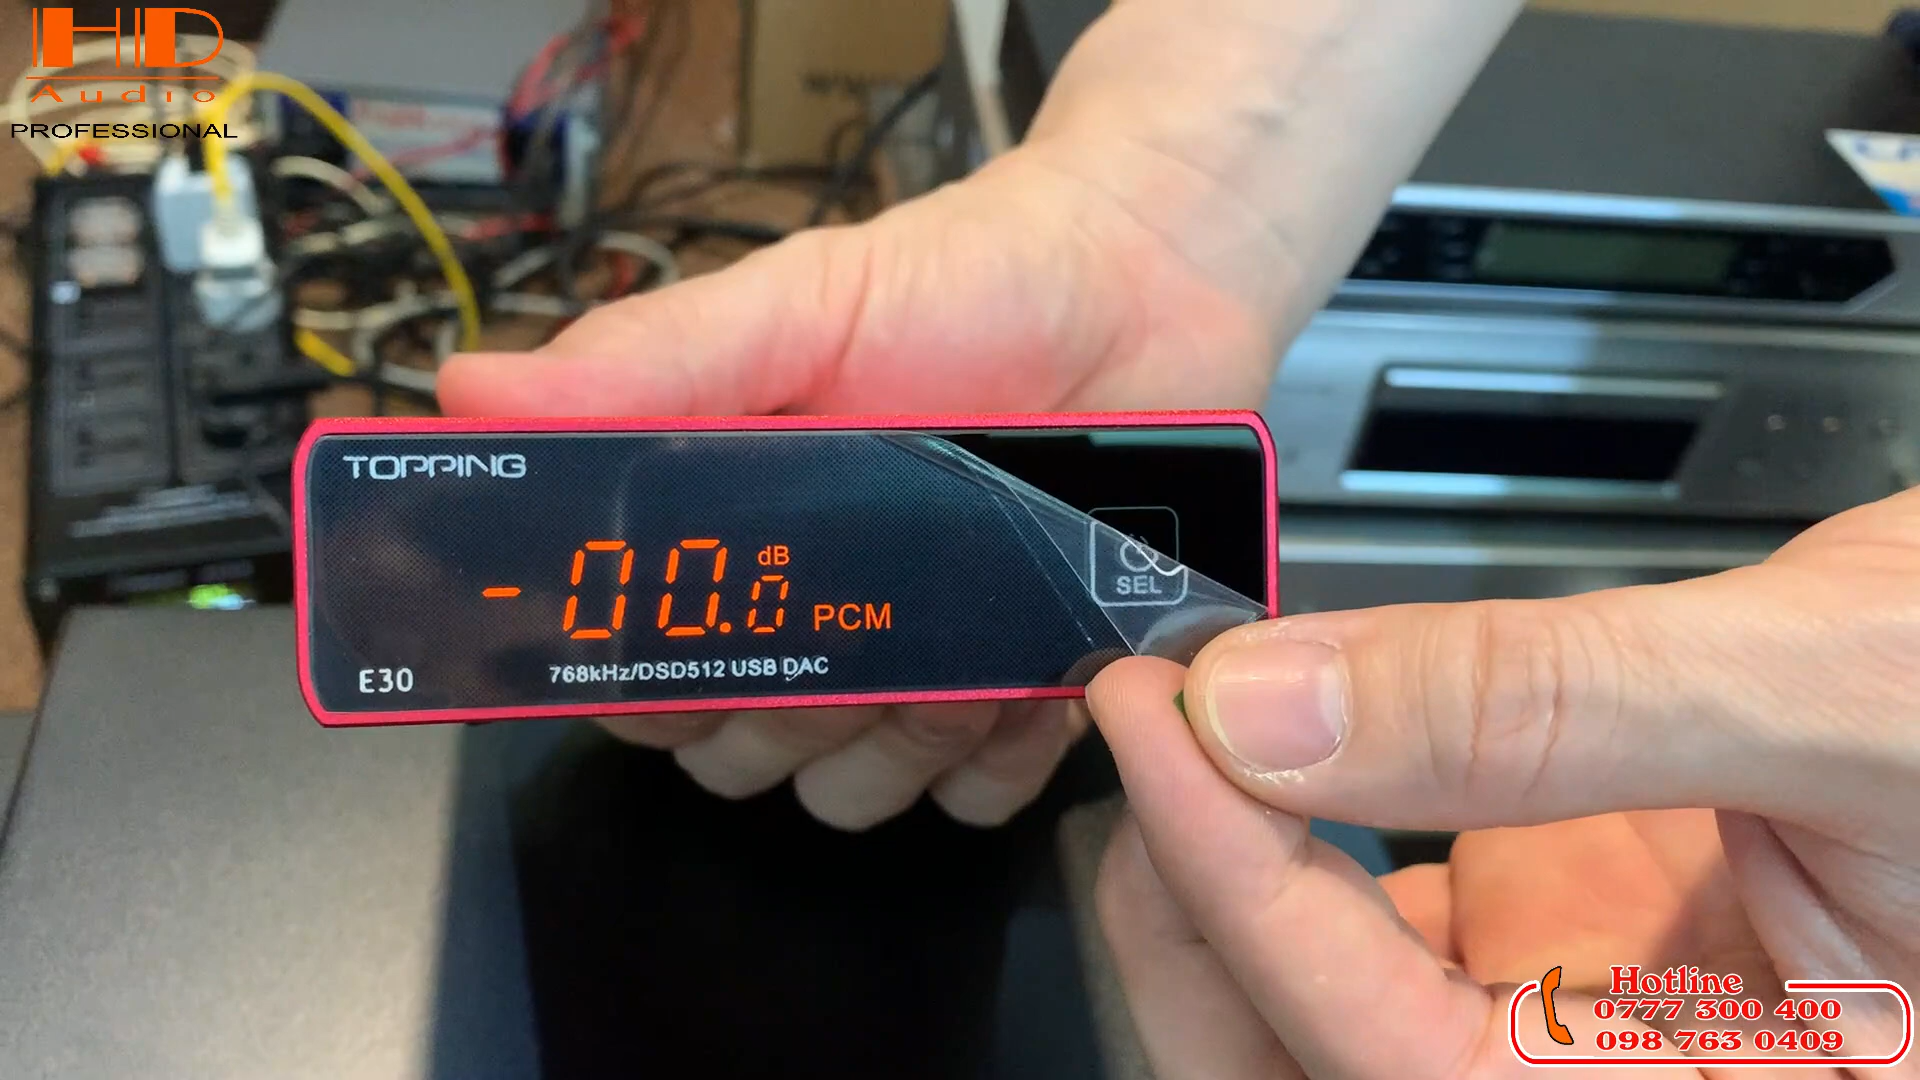 HD
Audio
PROFESSIONAL
TOPPING
-00.0 dB PCM
SEL
E30
768kHz/DSD512 USB DAC
Hotline
0777 300 400
098 763 0409